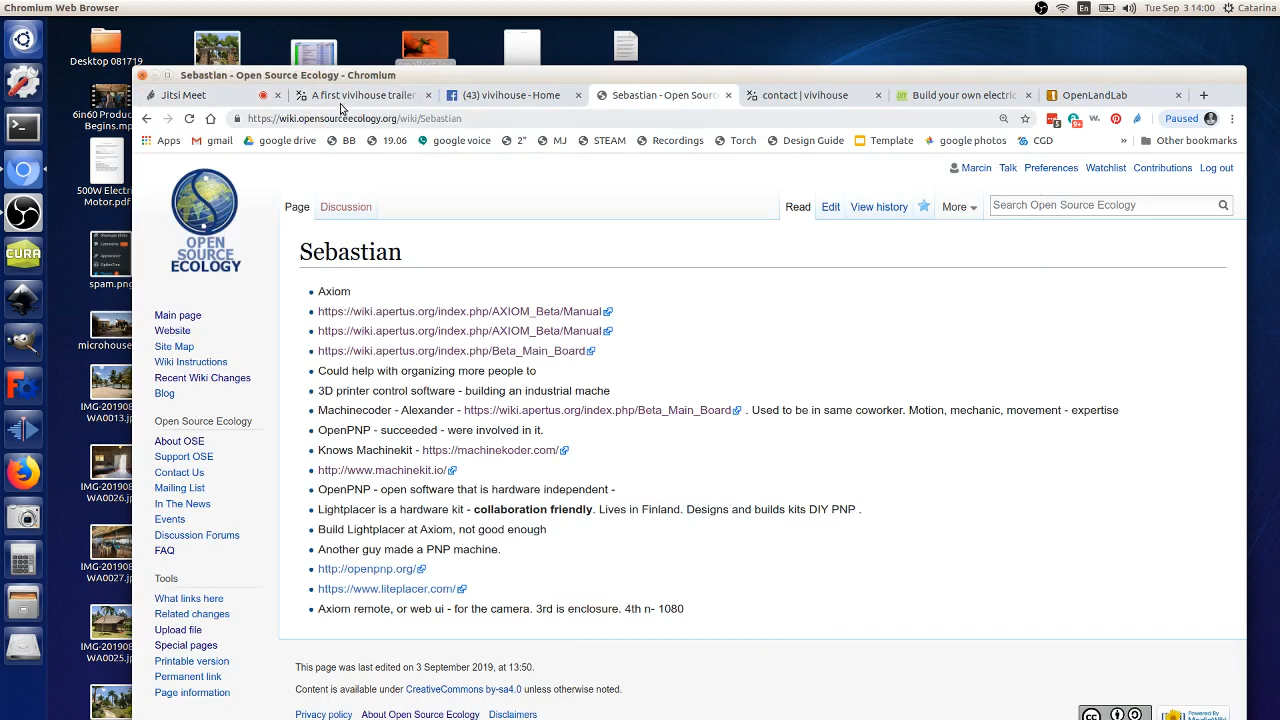 Chromium Web Browser
En
Tue Sep 3 14:00
Catarina
Desktop 081719
Sebastian - Open Source Ecology - Chromium
Jitsi Meet
A first vivihouse trailer
(43) vivihouse - Home
Sebastian - Open Sourc
contact | vivihouse
Build your own electric
OpenLandLab
https://wiki.opensourceecology.org/wiki/Sebastian
Paused
Apps
gmail
google drive
BB
19.06
google voice
3"
MJ
STEAM
Recordings
Torch
Design Guide
Template
google photos
CGD
»
Other bookmarks
6in60 Produc
Begins.mp
500W Electri
Motor.pdf
spam.png
microhouse
IMG-201908
WA0013.j
IMG-201908
WA0026.j
IMG-201908
WA0027.j
IMG-201908
WA0025.j
CURA
OPEN
SOURCE
ECOLOGY
Marcin
Talk
Preferences
Watchlist
Contributions
Log out
Page
Discussion
Read
Edit
View history
More
Search Open Source Ecology
Main page
Website
Site Map
Wiki Instructions
Recent Wiki Changes
Blog
Open Source Ecology
About OSE
Support OSE
Contact Us
Mailing List
In The News
Events
Discussion Forums
FAQ
Tools
What links here
Related changes
Upload file
Special pages
Printable version
Permanent link
Page information
Sebastian
Axiom
https://wiki.apertus.org/index.php/AXIOM_Beta/Manual
https://wiki.apertus.org/index.php/AXIOM_Beta/Manual
https://wiki.apertus.org/index.php/Beta_Main_Board
Could help with organizing more people to
3D printer control software - building an industrial mache
Machinecoder - Alexander - https://wiki.apertus.org/index.php/Beta_Main_Board . Used to be in some coworker. Motion, mechanic, movement - expertise
OpenPNP - succeeded - were involved in it.
Knows Machinekit - https://machinekoder.com/
http://www.machinekit.io/
OpenPNP - open software that is hardware independent -
Lightplacer is a hardware kit - collaboration friendly. Lives in Finland. Designs and builds kits DIY PNP .
Build Lightplacer at Axiom, not good enough
Another guy made a PNP machine.
http://openpnp.org/
https://www.liteplacer.com/
Axiom remote, or web ui - for the camera. 3rd is enclosure. 4th n- 1080
This page was last edited on 3 September 2019, at 13:50.
Content is available under CreativeCommons by-sa4.0 unless otherwise noted.
Privacy policy
About Open Source Ecology
Disclaimers
Powered By